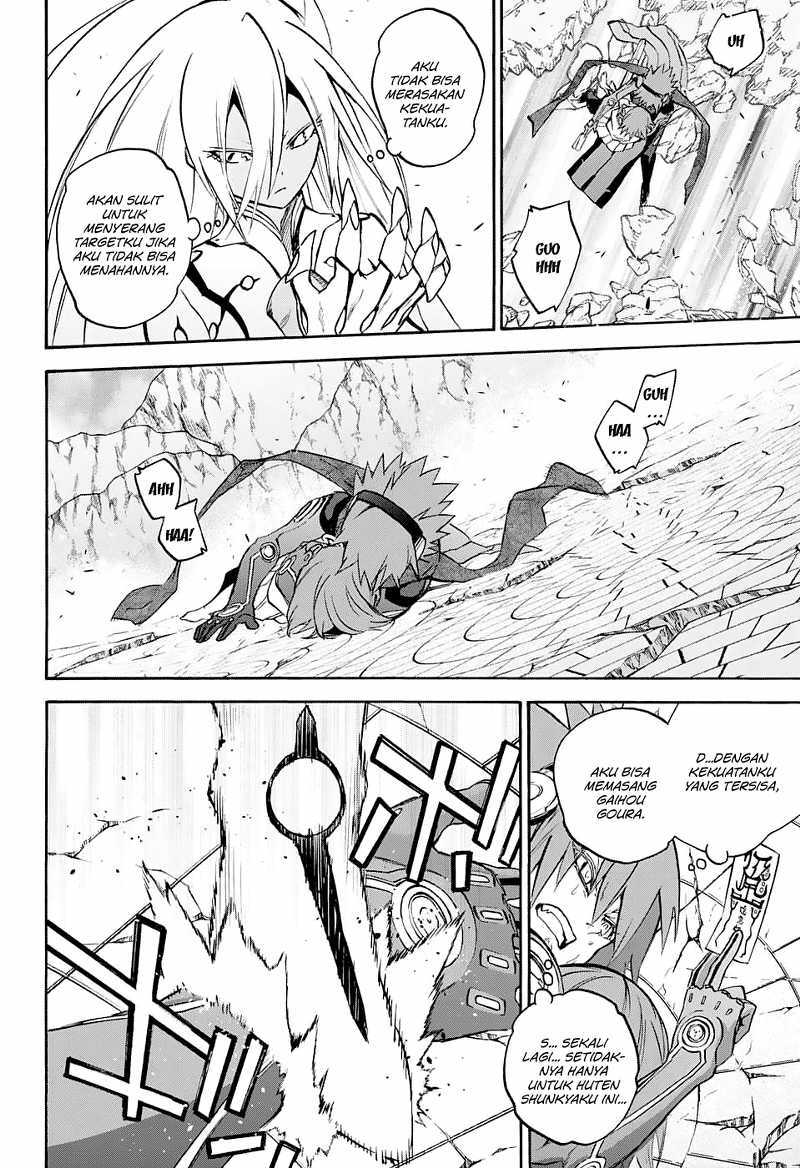 UH
GUO
HHH
AKU
TIDAK BISA
MERASAKAN
KEKUA-
TANKU.
AKAN SULIT
UNTUK
MENYERANG
TARGETKU JIKA
AKU TIDAK BISA
MENAHANNYA.
GUH
...
HAA
...
AHH
HAA!
D...DENGAN
KEKUATANKU
YANG TERSISA,
AKU BISA
MEMASANG
GAIHOU
GOURA.
S... SEKALI
LAGI... SETIDAK-
NYA HANYA
UNTUK HUTEN
SHUNKYAKU INI...